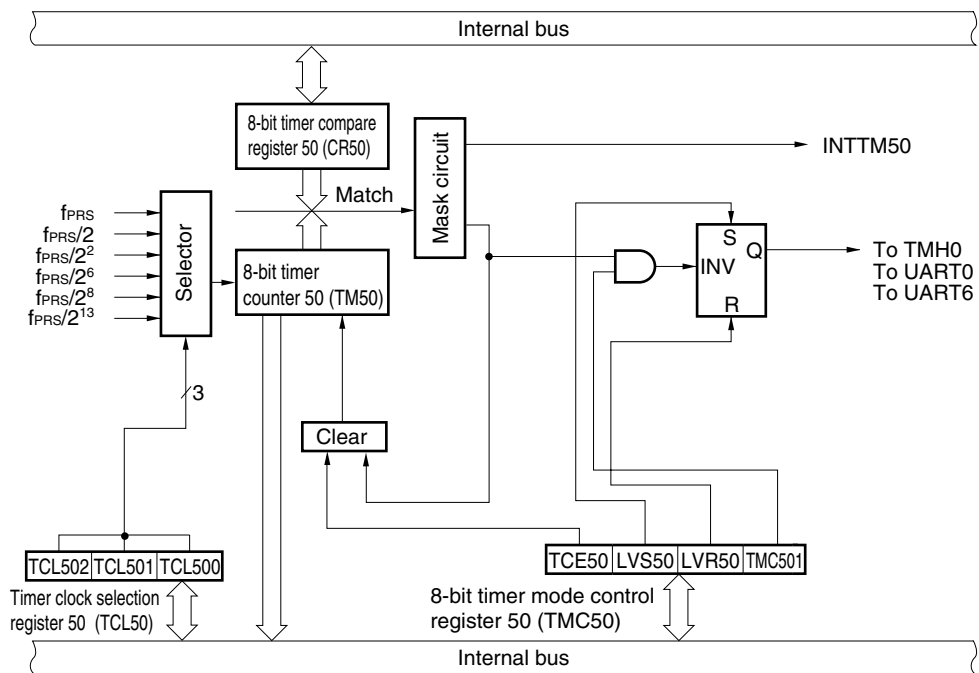 Internal bus
8-bit timer compare
register 50 (CR50)
Match
Mask circuit
INTTM50
fPRS
fPRS/2
fPRS/2²
fPRS/2⁶
fPRS/2⁸
fPRS/2¹³
Selector
8-bit timer
counter 50 (TM50)
S
Q
INV
R
To TMH0
To UART0
To UART6
3
Clear
TCL502 TCL501 TCL500
Timer clock selection
register 50 (TCL50)
TCE50 LVS50 LVR50 TMC501
8-bit timer mode control
register 50 (TMC50)
Internal bus